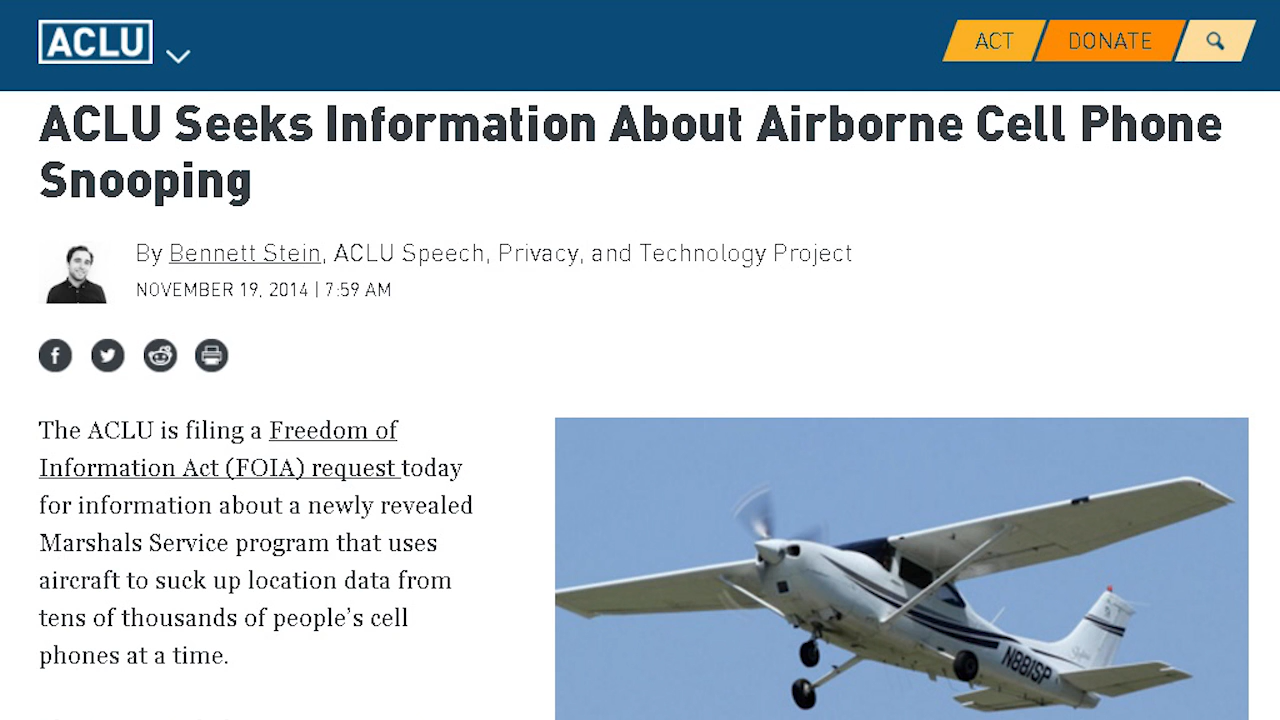 ACLU
ACT DONATE
ACLU Seeks Information About Airborne Cell Phone
Snooping
By Bennett Stein, ACLU Speech, Privacy, and Technology Project
NOVEMBER 19, 2014 | 7:59 AM
The ACLU is filing a Freedom of
Information Act (FOIA) request today
for information about a newly revealed
Marshals Service program that uses
aircraft to suck up location data from
tens of thousands of people’s cell
phones at a time.
N881SP